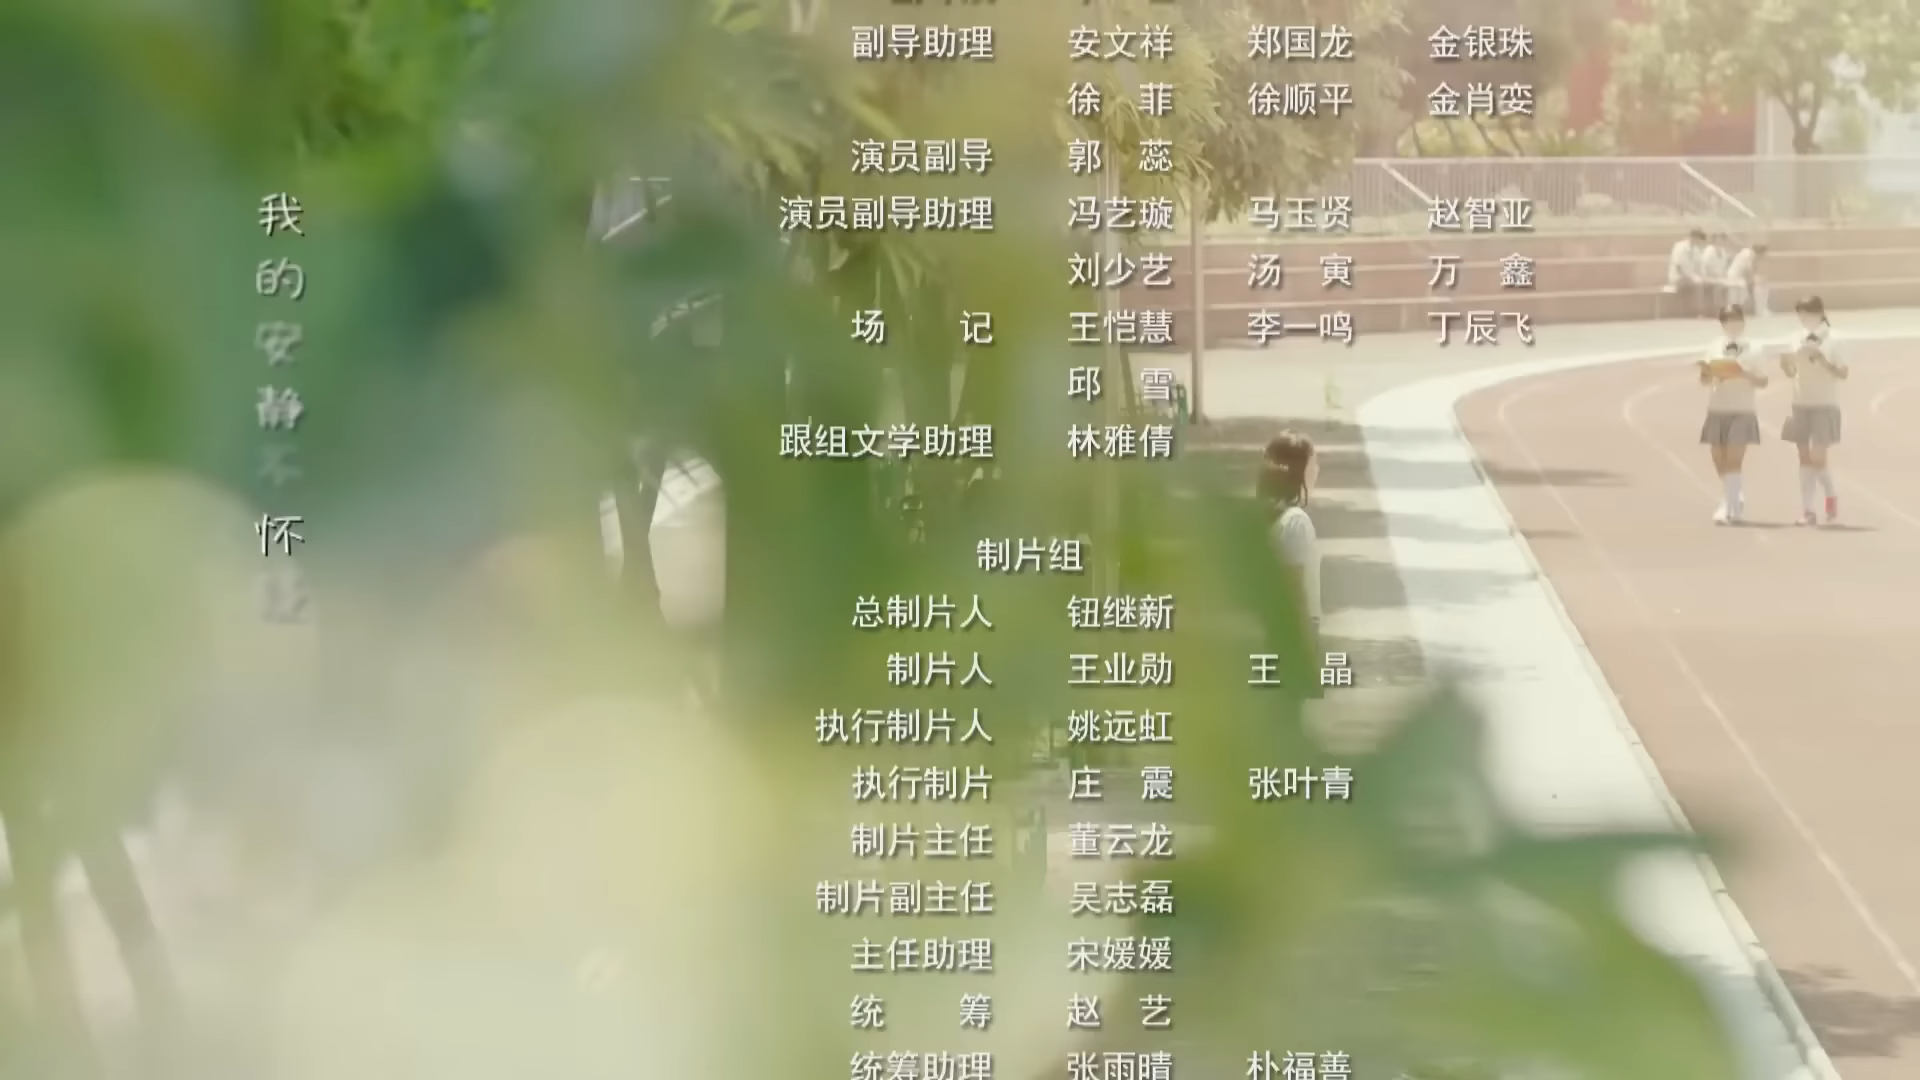 我的安静不怀
副导助理 安文祥 郑国龙 金银珠
徐菲 徐顺平 金肖娈
演员副导 郭蕊
演员副导助理 冯艺璇 马玉贤 赵智亚
刘少艺 汤寅 万鑫
场记 王恺慧 李一鸣 丁辰飞
邱雪
跟组文学助理 林雅倩
制片组
总制片人 钮继新
制片人 王业勋 王晶
执行制片人 姚远虹
执行制片 庄震 张叶青
制片主任 董云龙
制片副主任 吴志磊
主任助理 宋媛媛
统筹 赵艺
统筹助理 张雨晴 朴福善